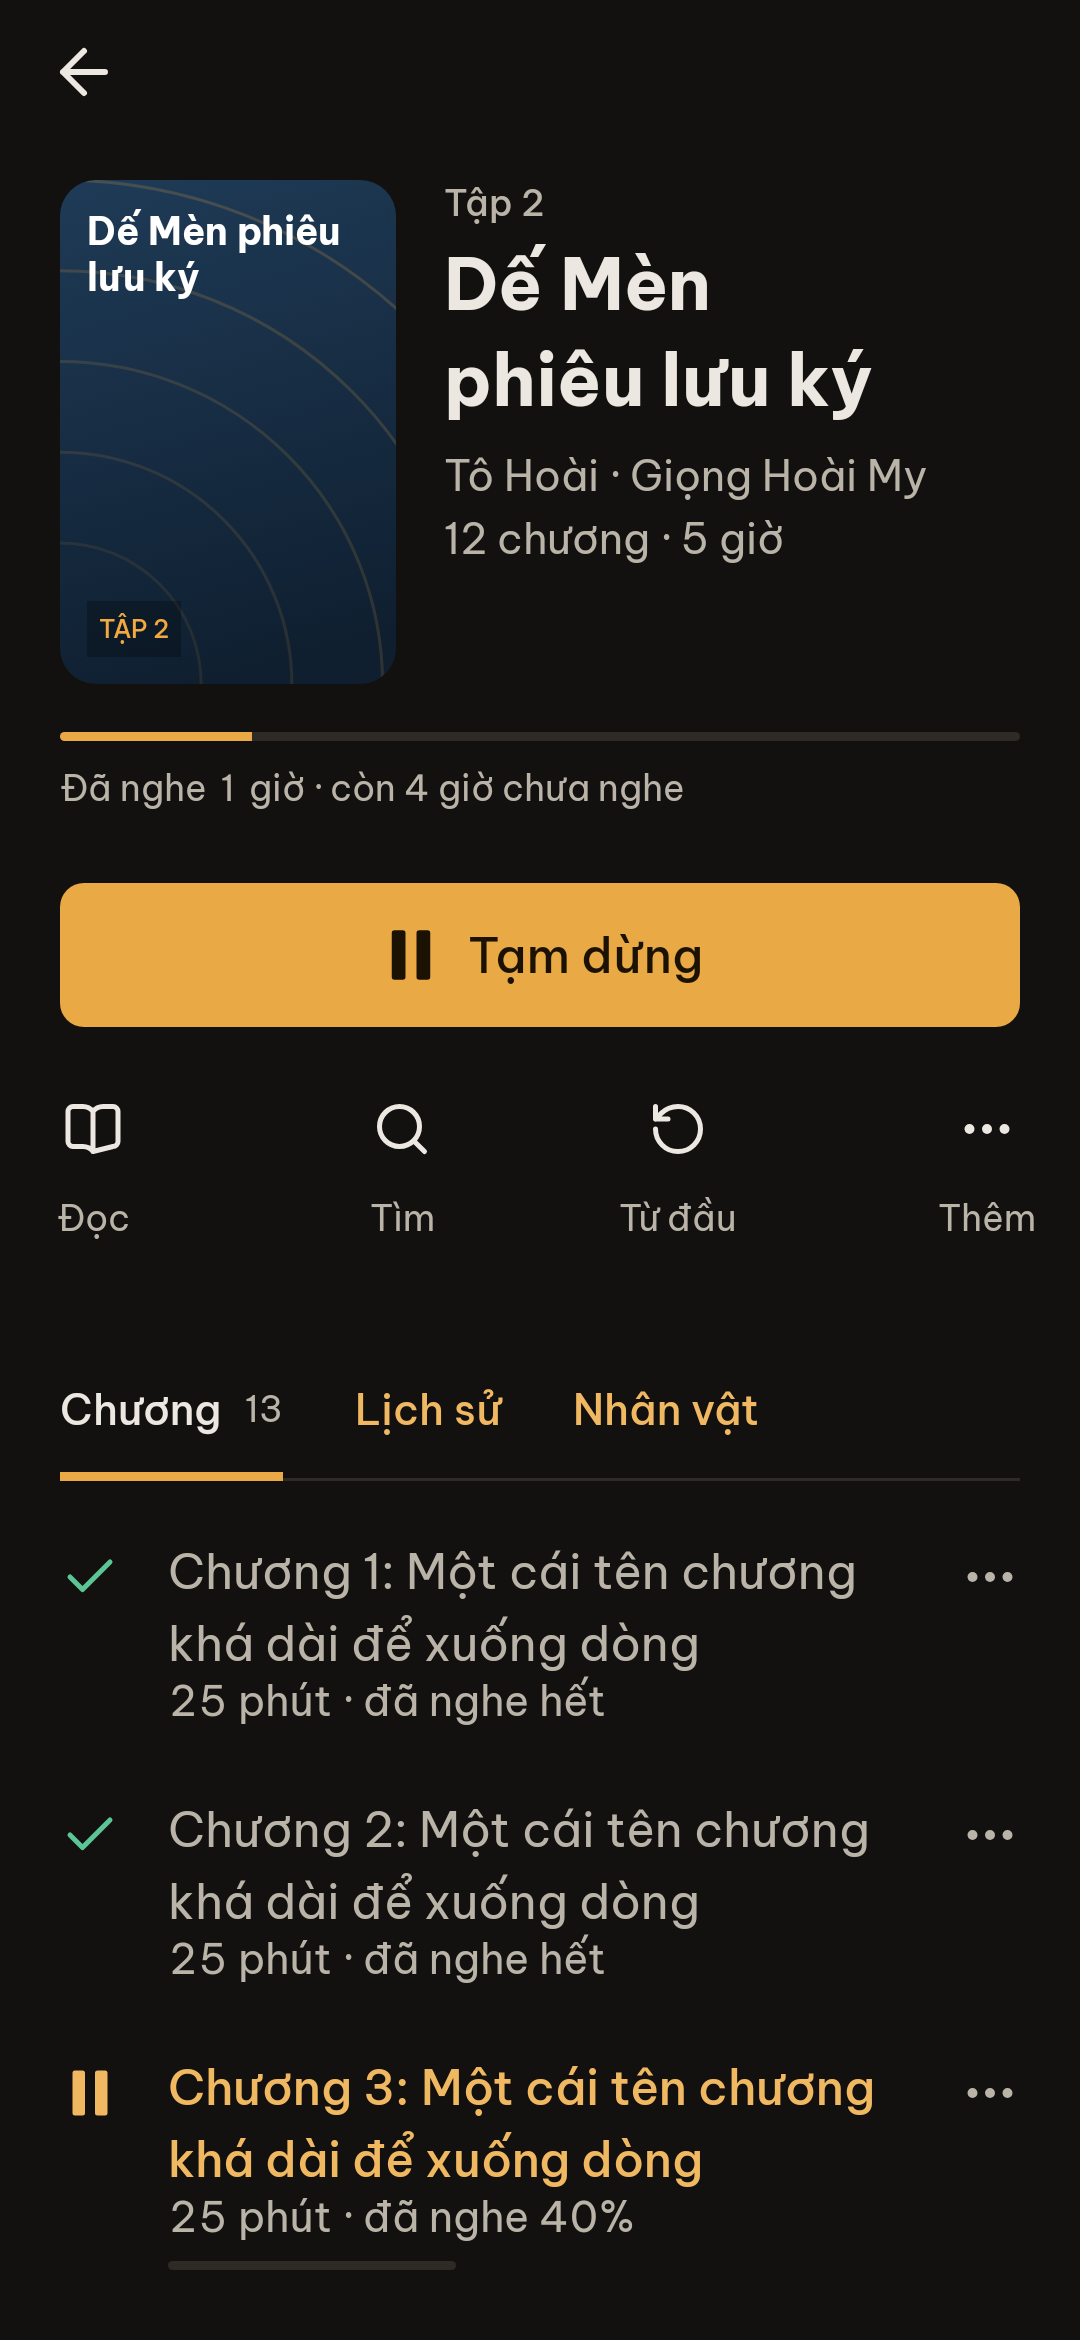 Dế Mèn phiêu
lưu ký
TẬP 2
Tập 2
Dế Mèn
phiêu lưu ký
Tô Hoài · Giọng Hoài My
12 chương · 5 giờ
Đã nghe 1 giờ · còn 4 giờ chưa nghe
Tạm dừng
Đọc
Tìm
Từ đầu
Thêm
Chương 13
Lịch sử
Nhân vật
Chương 1: Một cái tên chương
khá dài để xuống dòng
25 phút · đã nghe hết
Chương 2: Một cái tên chương
khá dài để xuống dòng
25 phút · đã nghe hết
Chương 3: Một cái tên chương
khá dài để xuống dòng
25 phút · đã nghe 40%